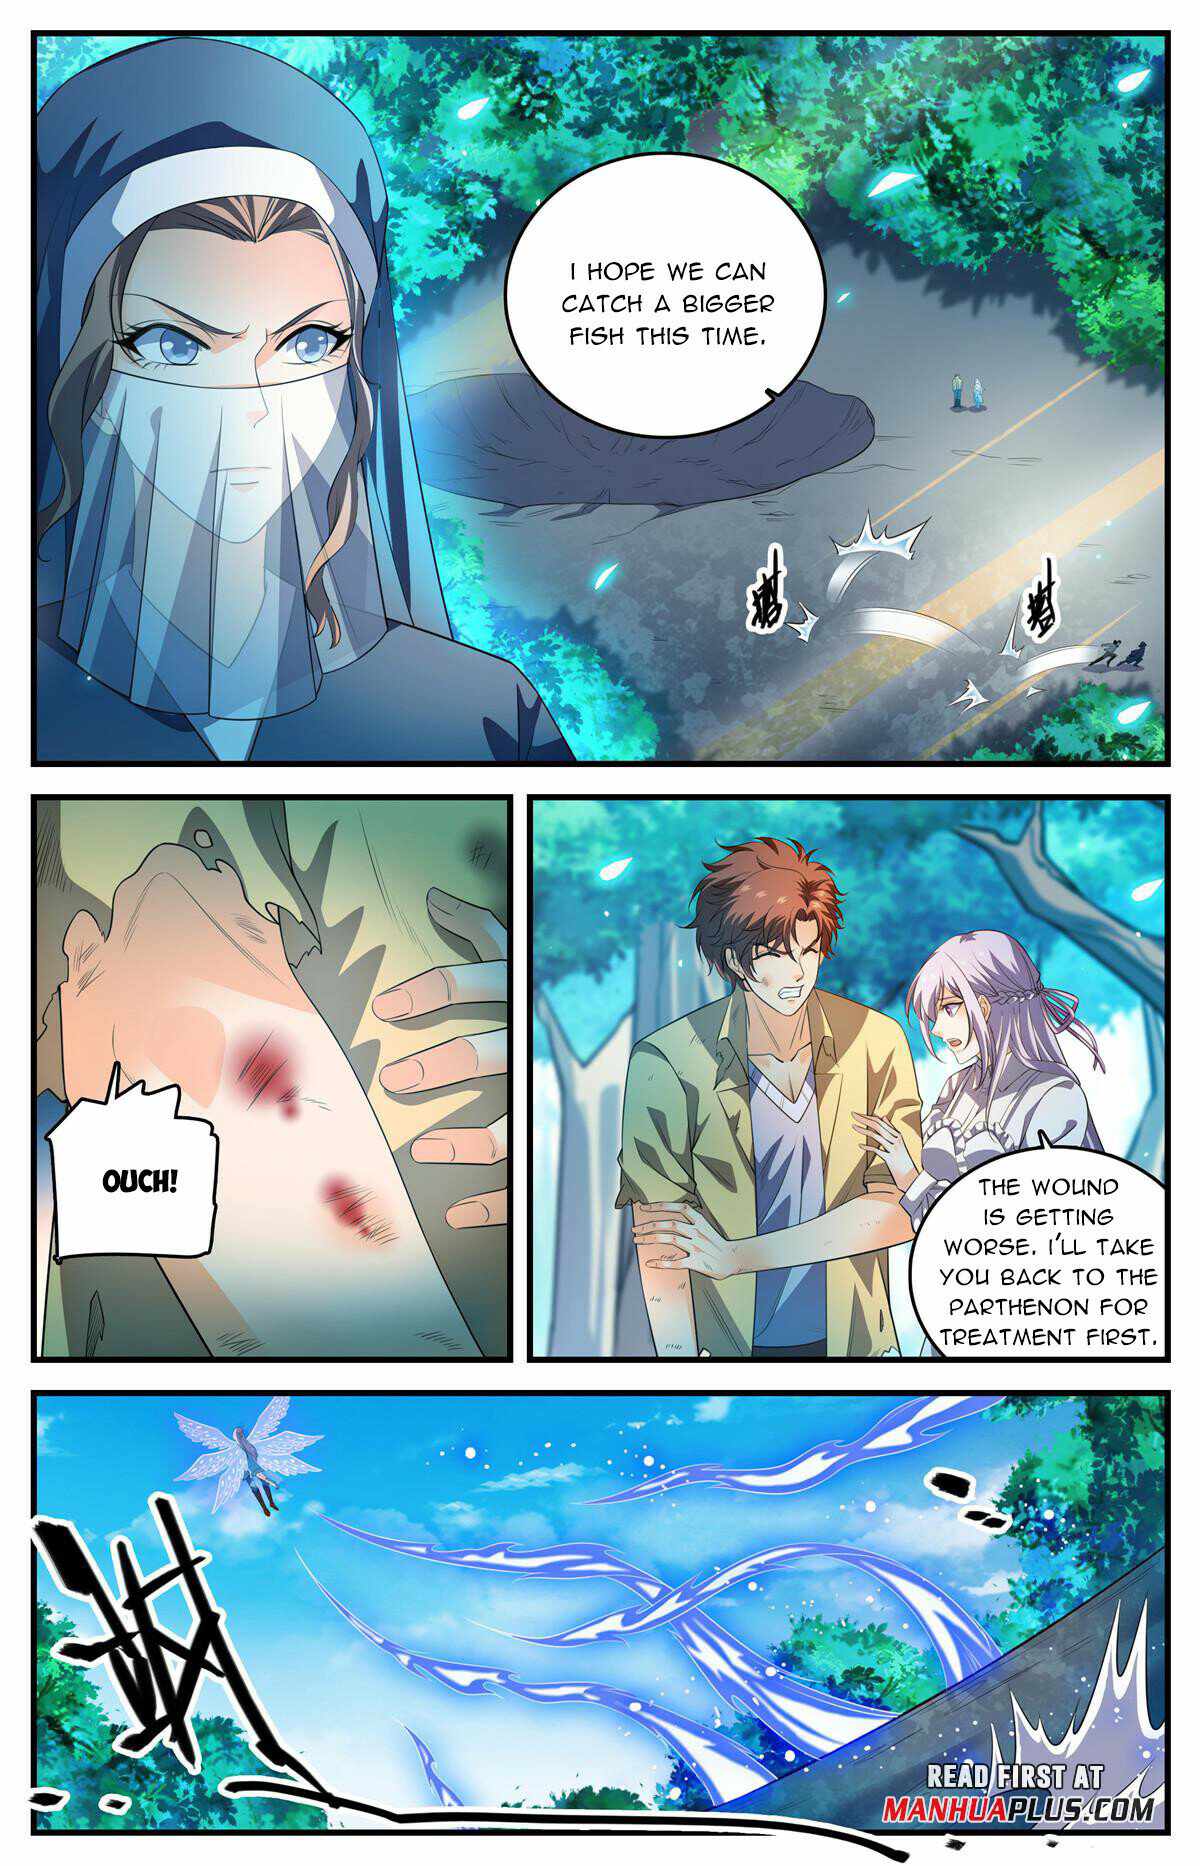 I HOPE WE CAN
CATCH A BIGGER
FISH THIS TIME.
OUCH!
THE WOUND
IS GETTING
WORSE. I'LL TAKE
YOU BACK TO THE
PARTHENON FOR
TREATMENT FIRST.
READ FIRST AT
MANHUAPLUS.COM